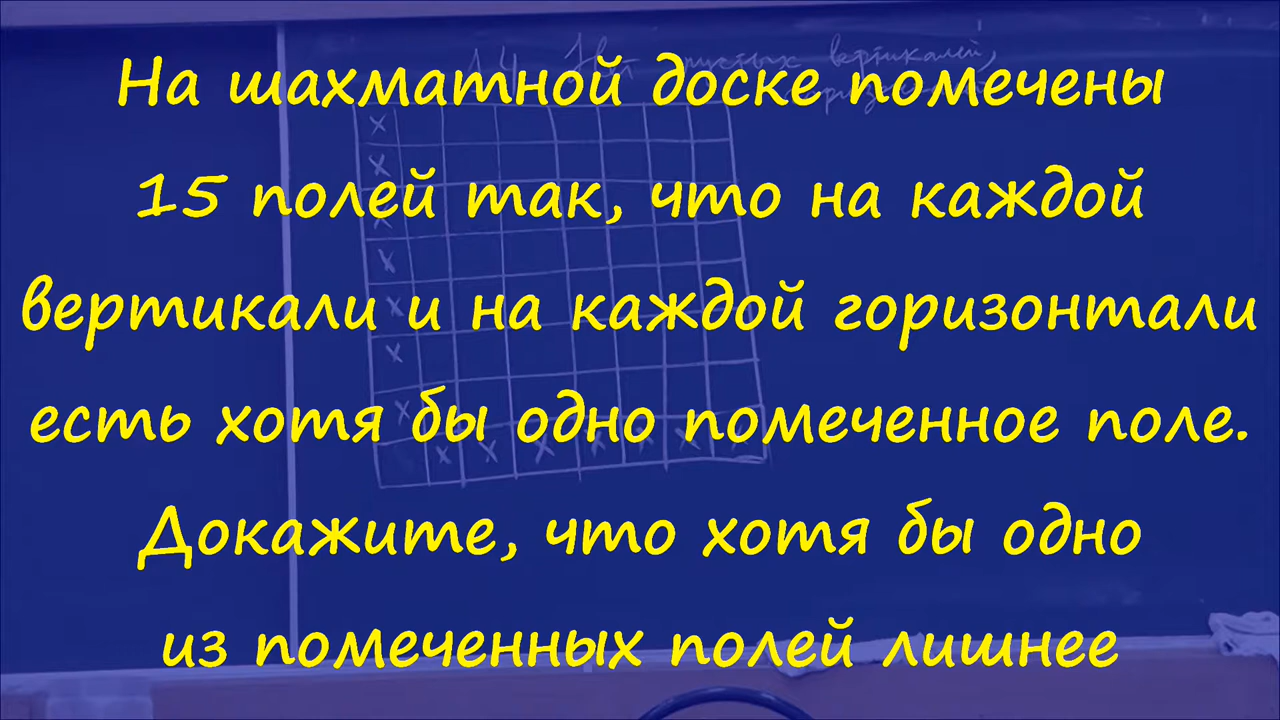 На шахматной доске помечены
15 полей так, что на каждой
вертикали и на каждой горизонтали
есть хотя бы одно помеченное поле.
Докажите, что хотя бы одно
из помеченных полей лишнее